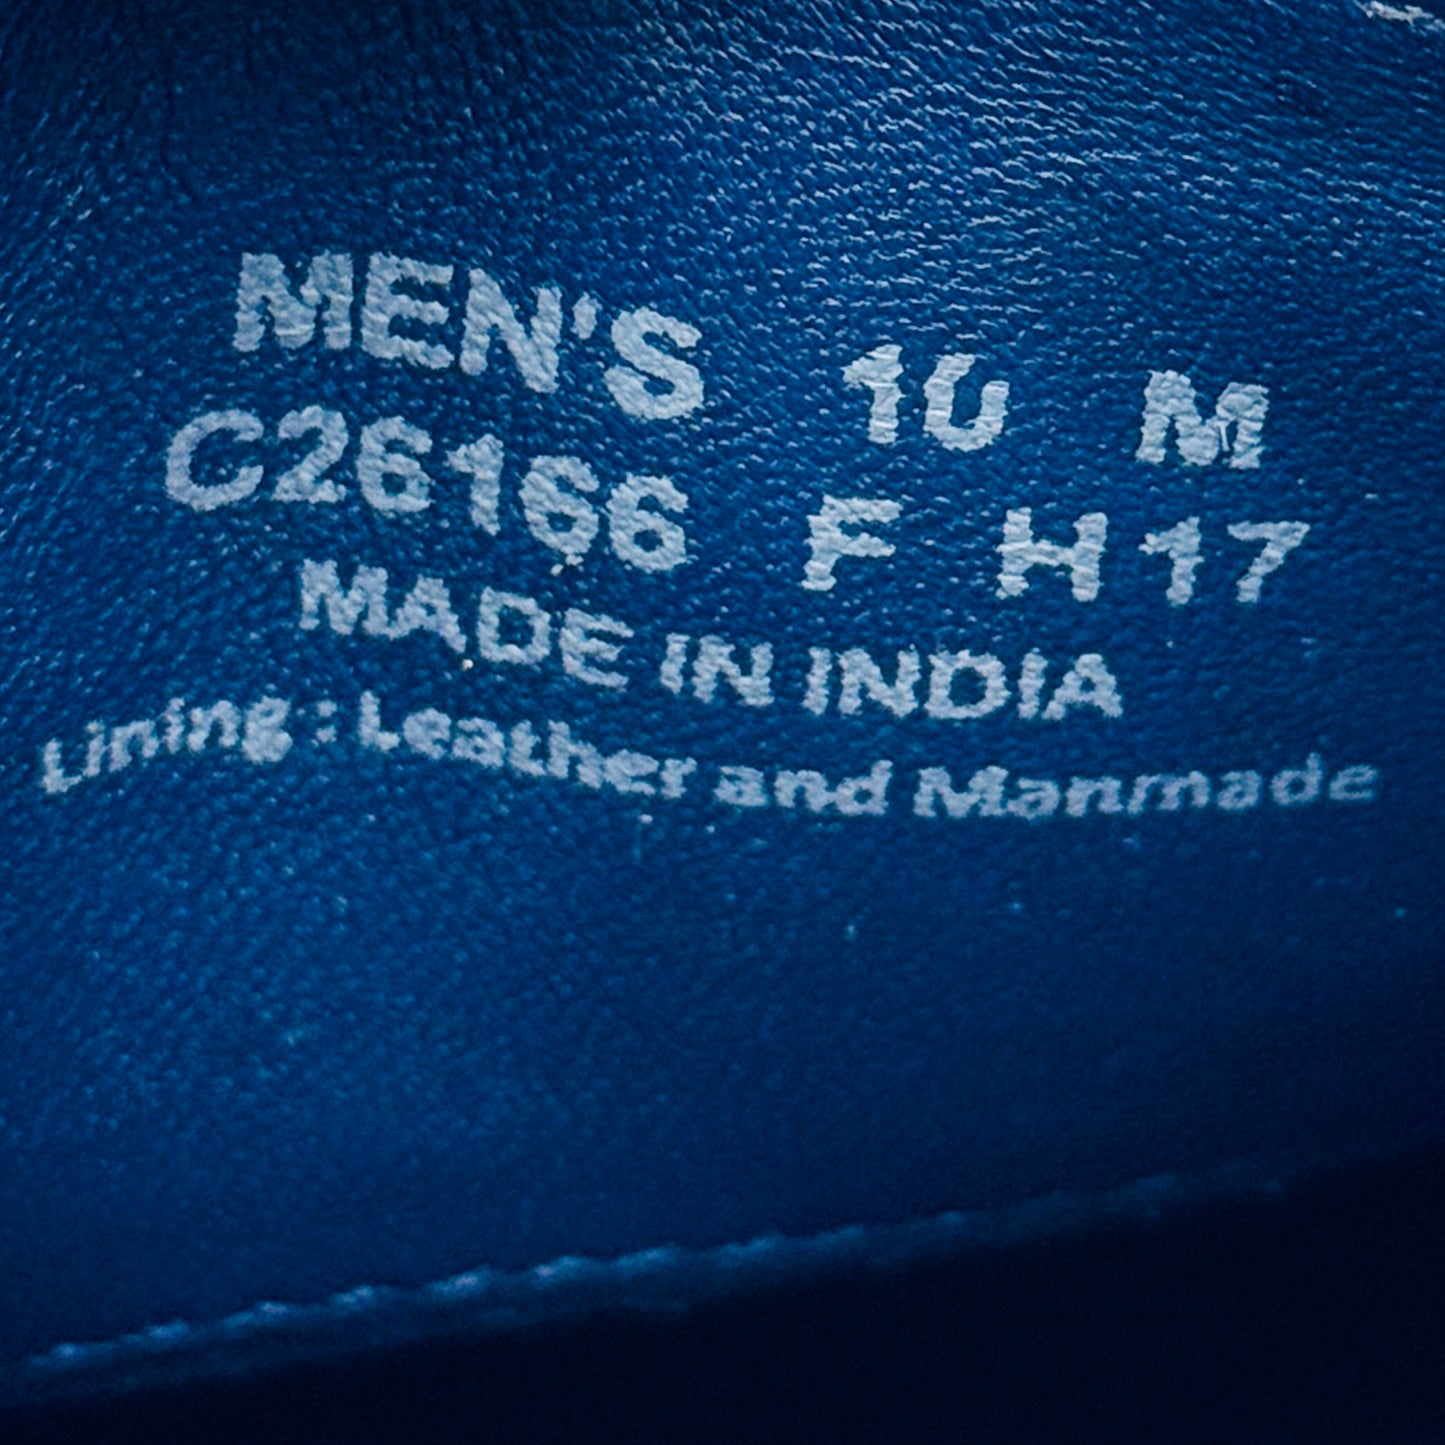 MEN'S 10 M
C26166 F H17
MADE IN INDIA
Lining : Leather and Manmade